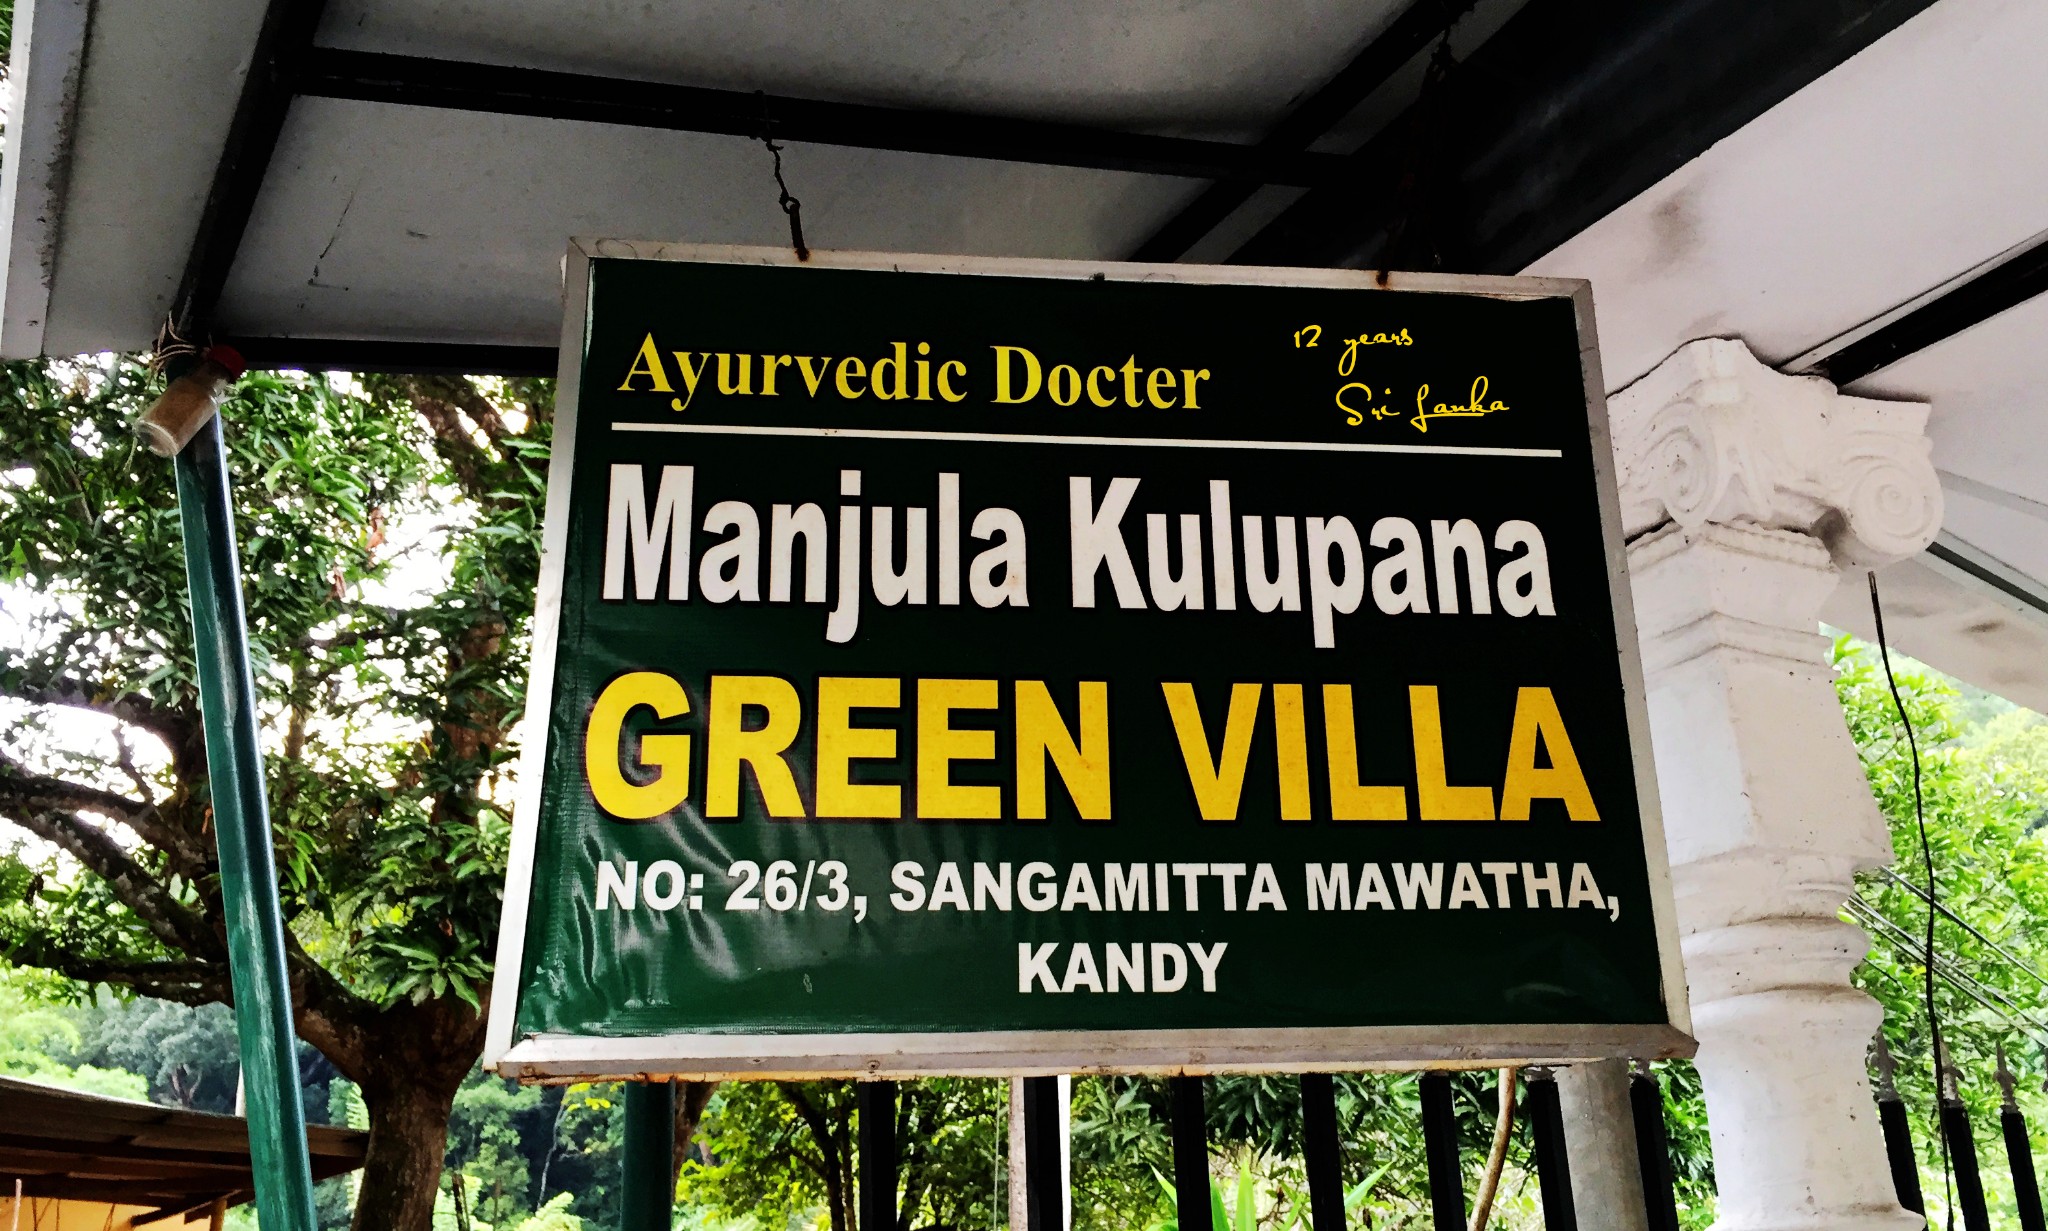 Ayurvedic Docter
12 years
Sri Lanka
Manjula Kulupana
GREEN VILLA
NO: 26/3, SANGAMITTA MAWATHA,
KANDY